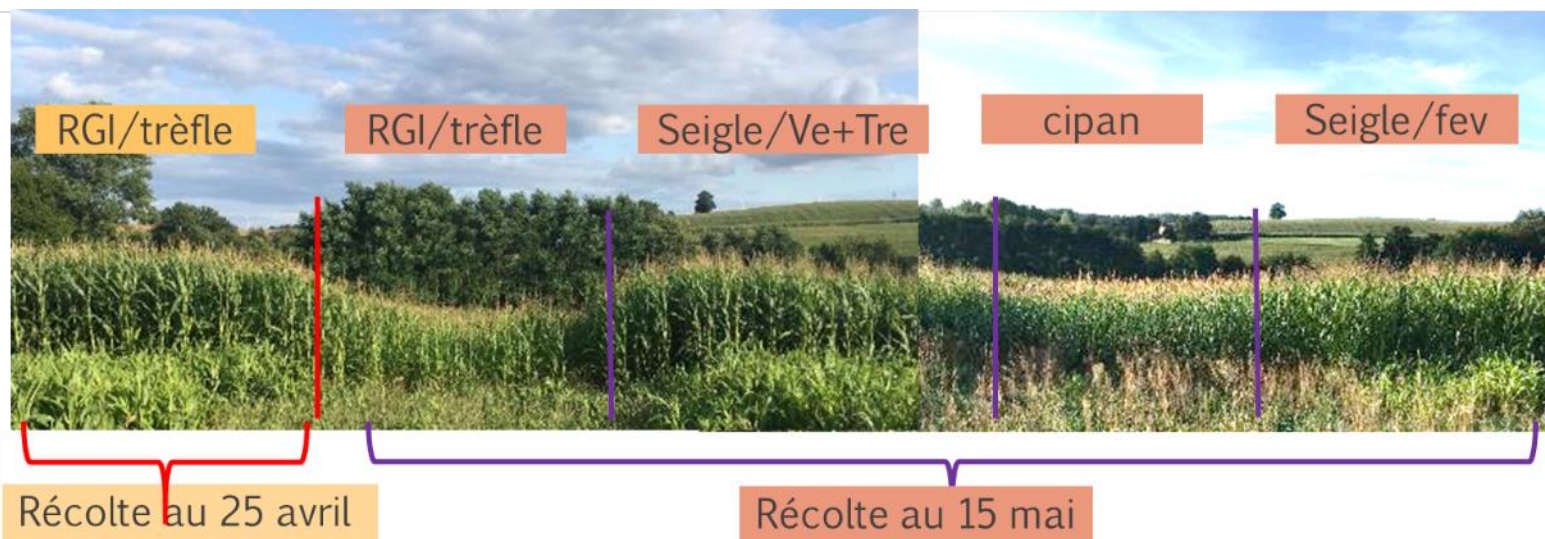 RGI/trèfle
RGI/trèfle
Seigle/Ve+Tre
cipan
Seigle/fev
Récolte au 25 avril
Récolte au 15 mai